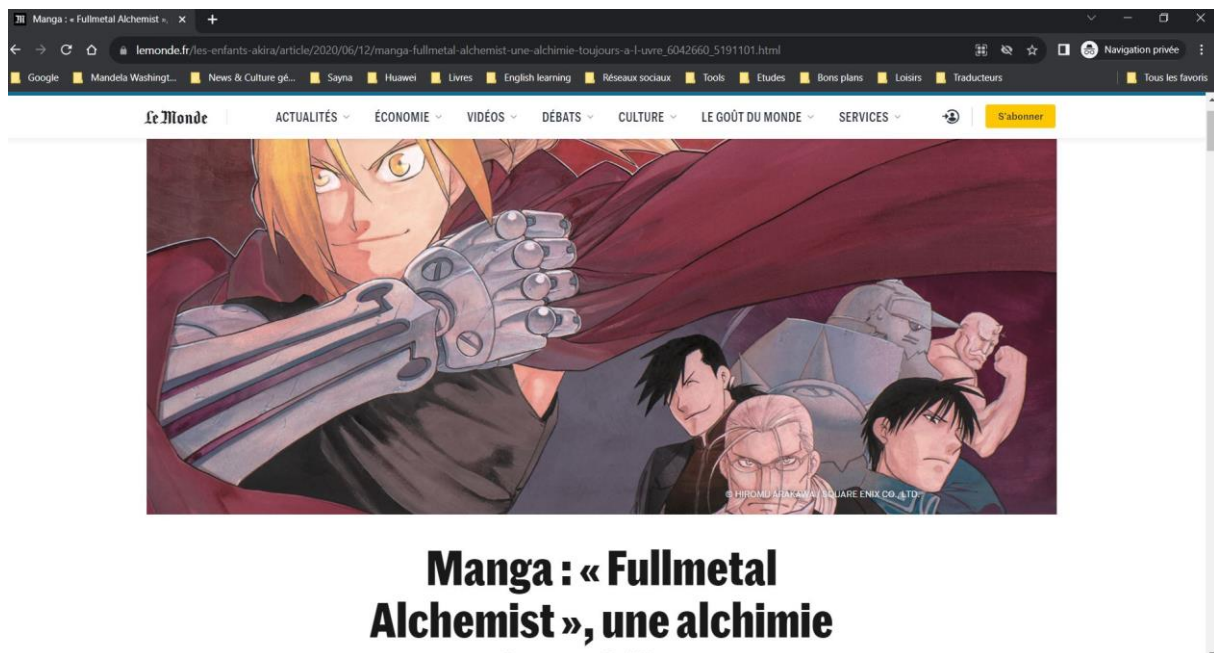 Manga : « Fullmetal Alchemist »,
lemonde.fr/les-enfants-akira/article/2020/06/12/manga-fullmetal-alchemist-une-alchimie-toujours-a-l-uvre_6042660_5191101.html
Navigation privée
Google Mandela Washingt... News & Culture gé... Sayna Huawei Livres English learning Réseaux sociaux Tools Etudes Bons plans Loisirs Traducteurs Tous les favoris
Le Monde ACTUALITÉS ÉCONOMIE VIDÉOS DÉBATS CULTURE LE GOÛT DU MONDE SERVICES S'abonner
© HIROMU ARAKAWA / SQUARE ENIX CO., LTD.
Manga : « Fullmetal
Alchemist », une alchimie